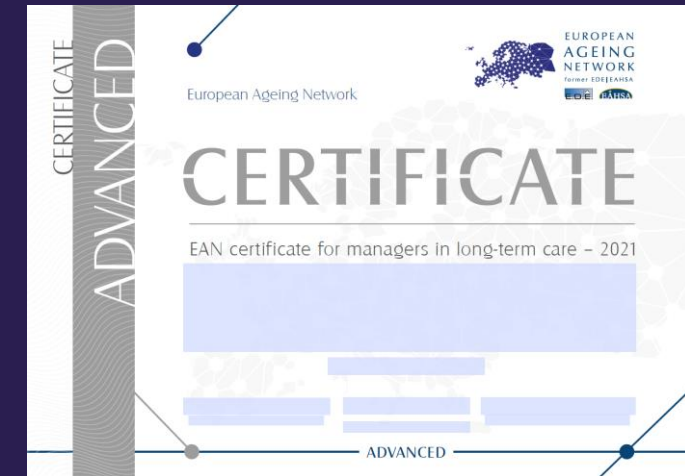 CERTIFICATE
ADVANCED
EUROPEAN
AGEING
NETWORK
former EDE|EAHSA
EDE EAHSA
European Ageing Network
CERTIFICATE
EAN certificate for managers in long-term care – 2021
ADVANCED